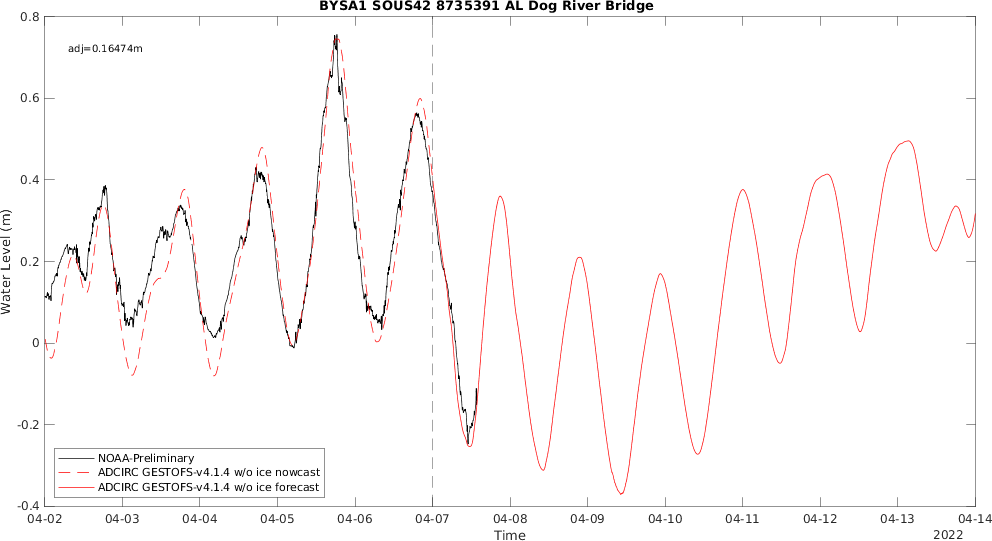 BYSA1 SOUS42 8735391 AL Dog River Bridge
adj=0.16474m
0.8
0.6
0.4
0.2
0
-0.2
-0.4
Water Level (m)
NOAA-Preliminary
ADCIRC GESTOFS-v4.1.4 w/o ice nowcast
ADCIRC GESTOFS-v4.1.4 w/o ice forecast
04-02 04-03 04-04 04-05 04-06 04-07 04-08 04-09 04-10 04-11 04-12 04-13 04-14
Time
2022